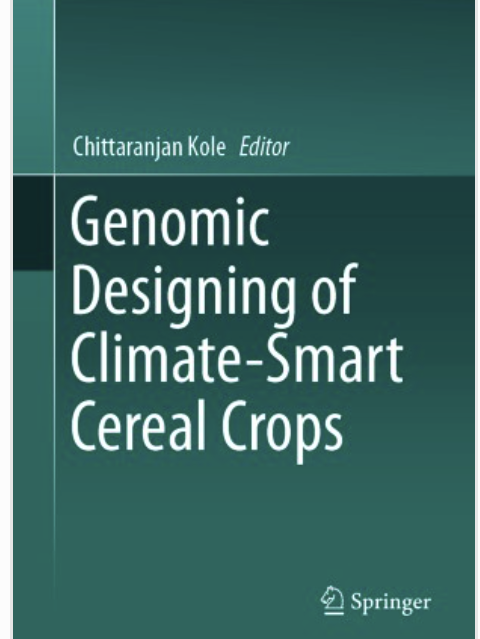 Chittaranjan Kole Editor
Genomic
Designing of
Climate-Smart
Cereal Crops
Springer